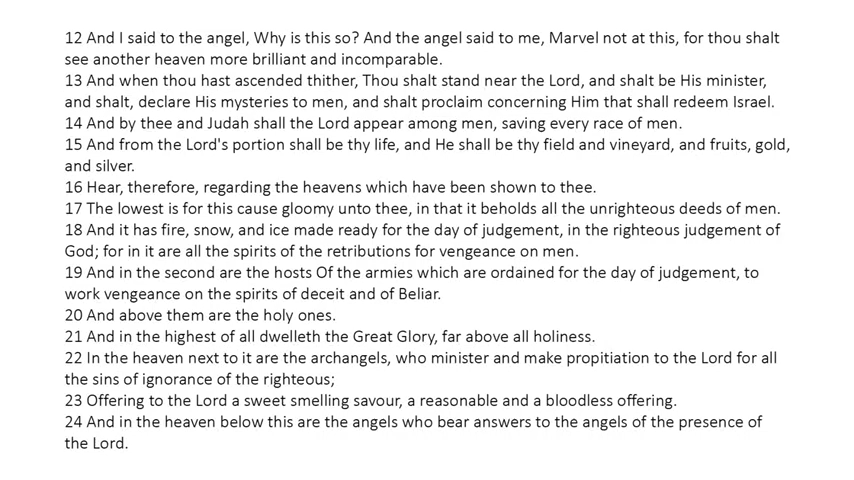 12 And I said to the angel, Why is this so? And the angel said to me, Marvel not at this, for thou shalt
see another heaven more brilliant and incomparable.
13 And when thou hast ascended thither, Thou shalt stand near the Lord, and shalt be His minister,
and shalt, declare His mysteries to men, and shalt proclaim concerning Him that shall redeem Israel.
14 And by thee and Judah shall the Lord appear among men, saving every race of men.
15 And from the Lord's portion shall be thy life, and He shall be thy field and vineyard, and fruits, gold,
and silver.
16 Hear, therefore, regarding the heavens which have been shown to thee.
17 The lowest is for this cause gloomy unto thee, in that it beholds all the unrighteous deeds of men.
18 And it has fire, snow, and ice made ready for the day of judgement, in the righteous judgement of
God; for in it are all the spirits of the retributions for vengeance on men.
19 And in the second are the hosts Of the armies which are ordained for the day of judgement, to
work vengeance on the spirits of deceit and of Beliar.
20 And above them are the holy ones.
21 And in the highest of all dwelleth the Great Glory, far above all holiness.
22 In the heaven next to it are the archangels, who minister and make propitiation to the Lord for all
the sins of ignorance of the righteous;
23 Offering to the Lord a sweet smelling savour, a reasonable and a bloodless offering.
24 And in the heaven below this are the angels who bear answers to the angels of the presence of
the Lord.